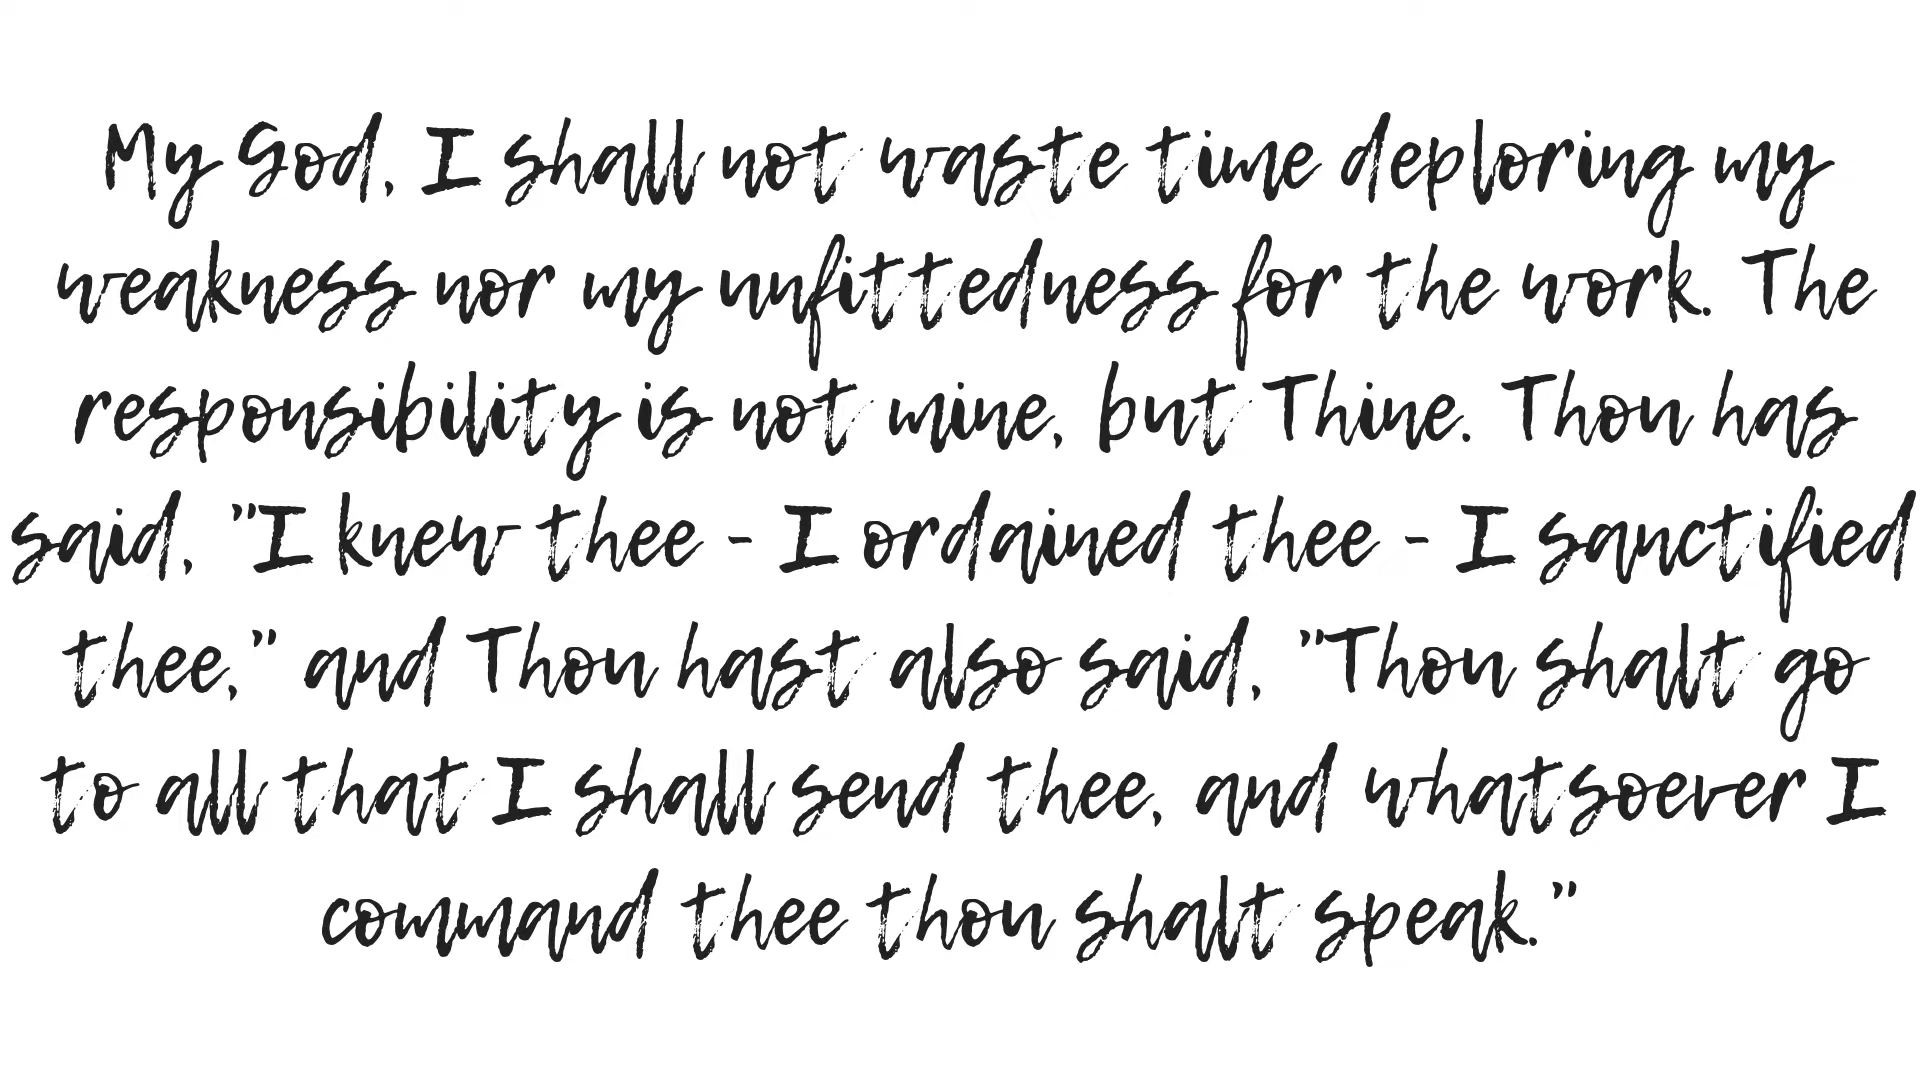 My God, I shall not waste time deploring my
weakness nor my unfittedness for the work. The
responsibility is not mine, but Thine. Thou has
said, "I knew thee - I ordained thee - I sanctified
thee," and Thou hast also said, "Thou shalt go
to all that I shall send thee, and whatsoever I
command thee thou shalt speak."